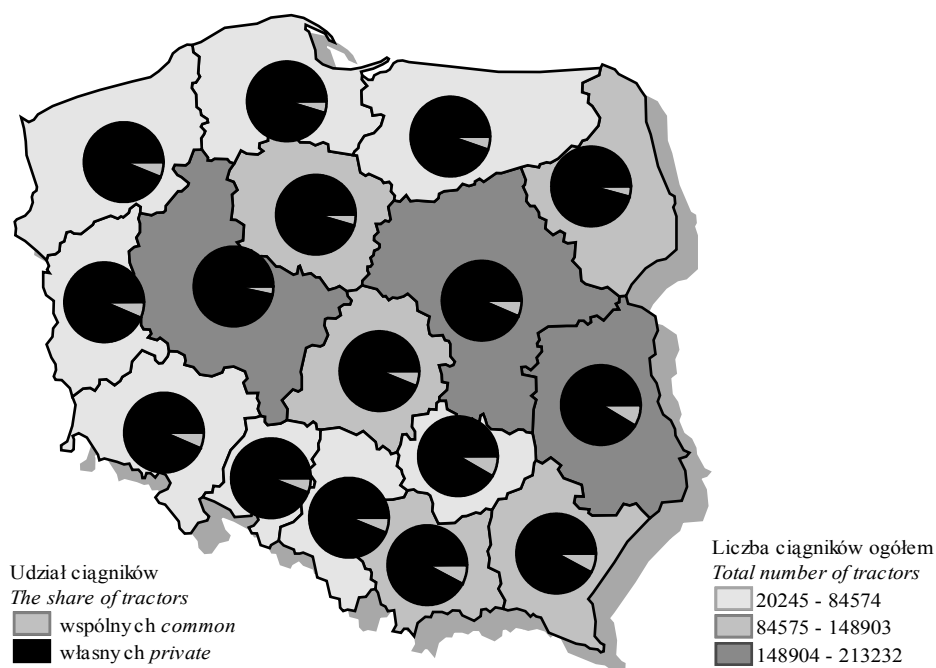 Udział ciągników
The share of tractors
wspólnych common
własnych private
Liczba ciągników ogółem
Total number of tractors
20245 - 84574
84575 - 148903
148904 - 213232